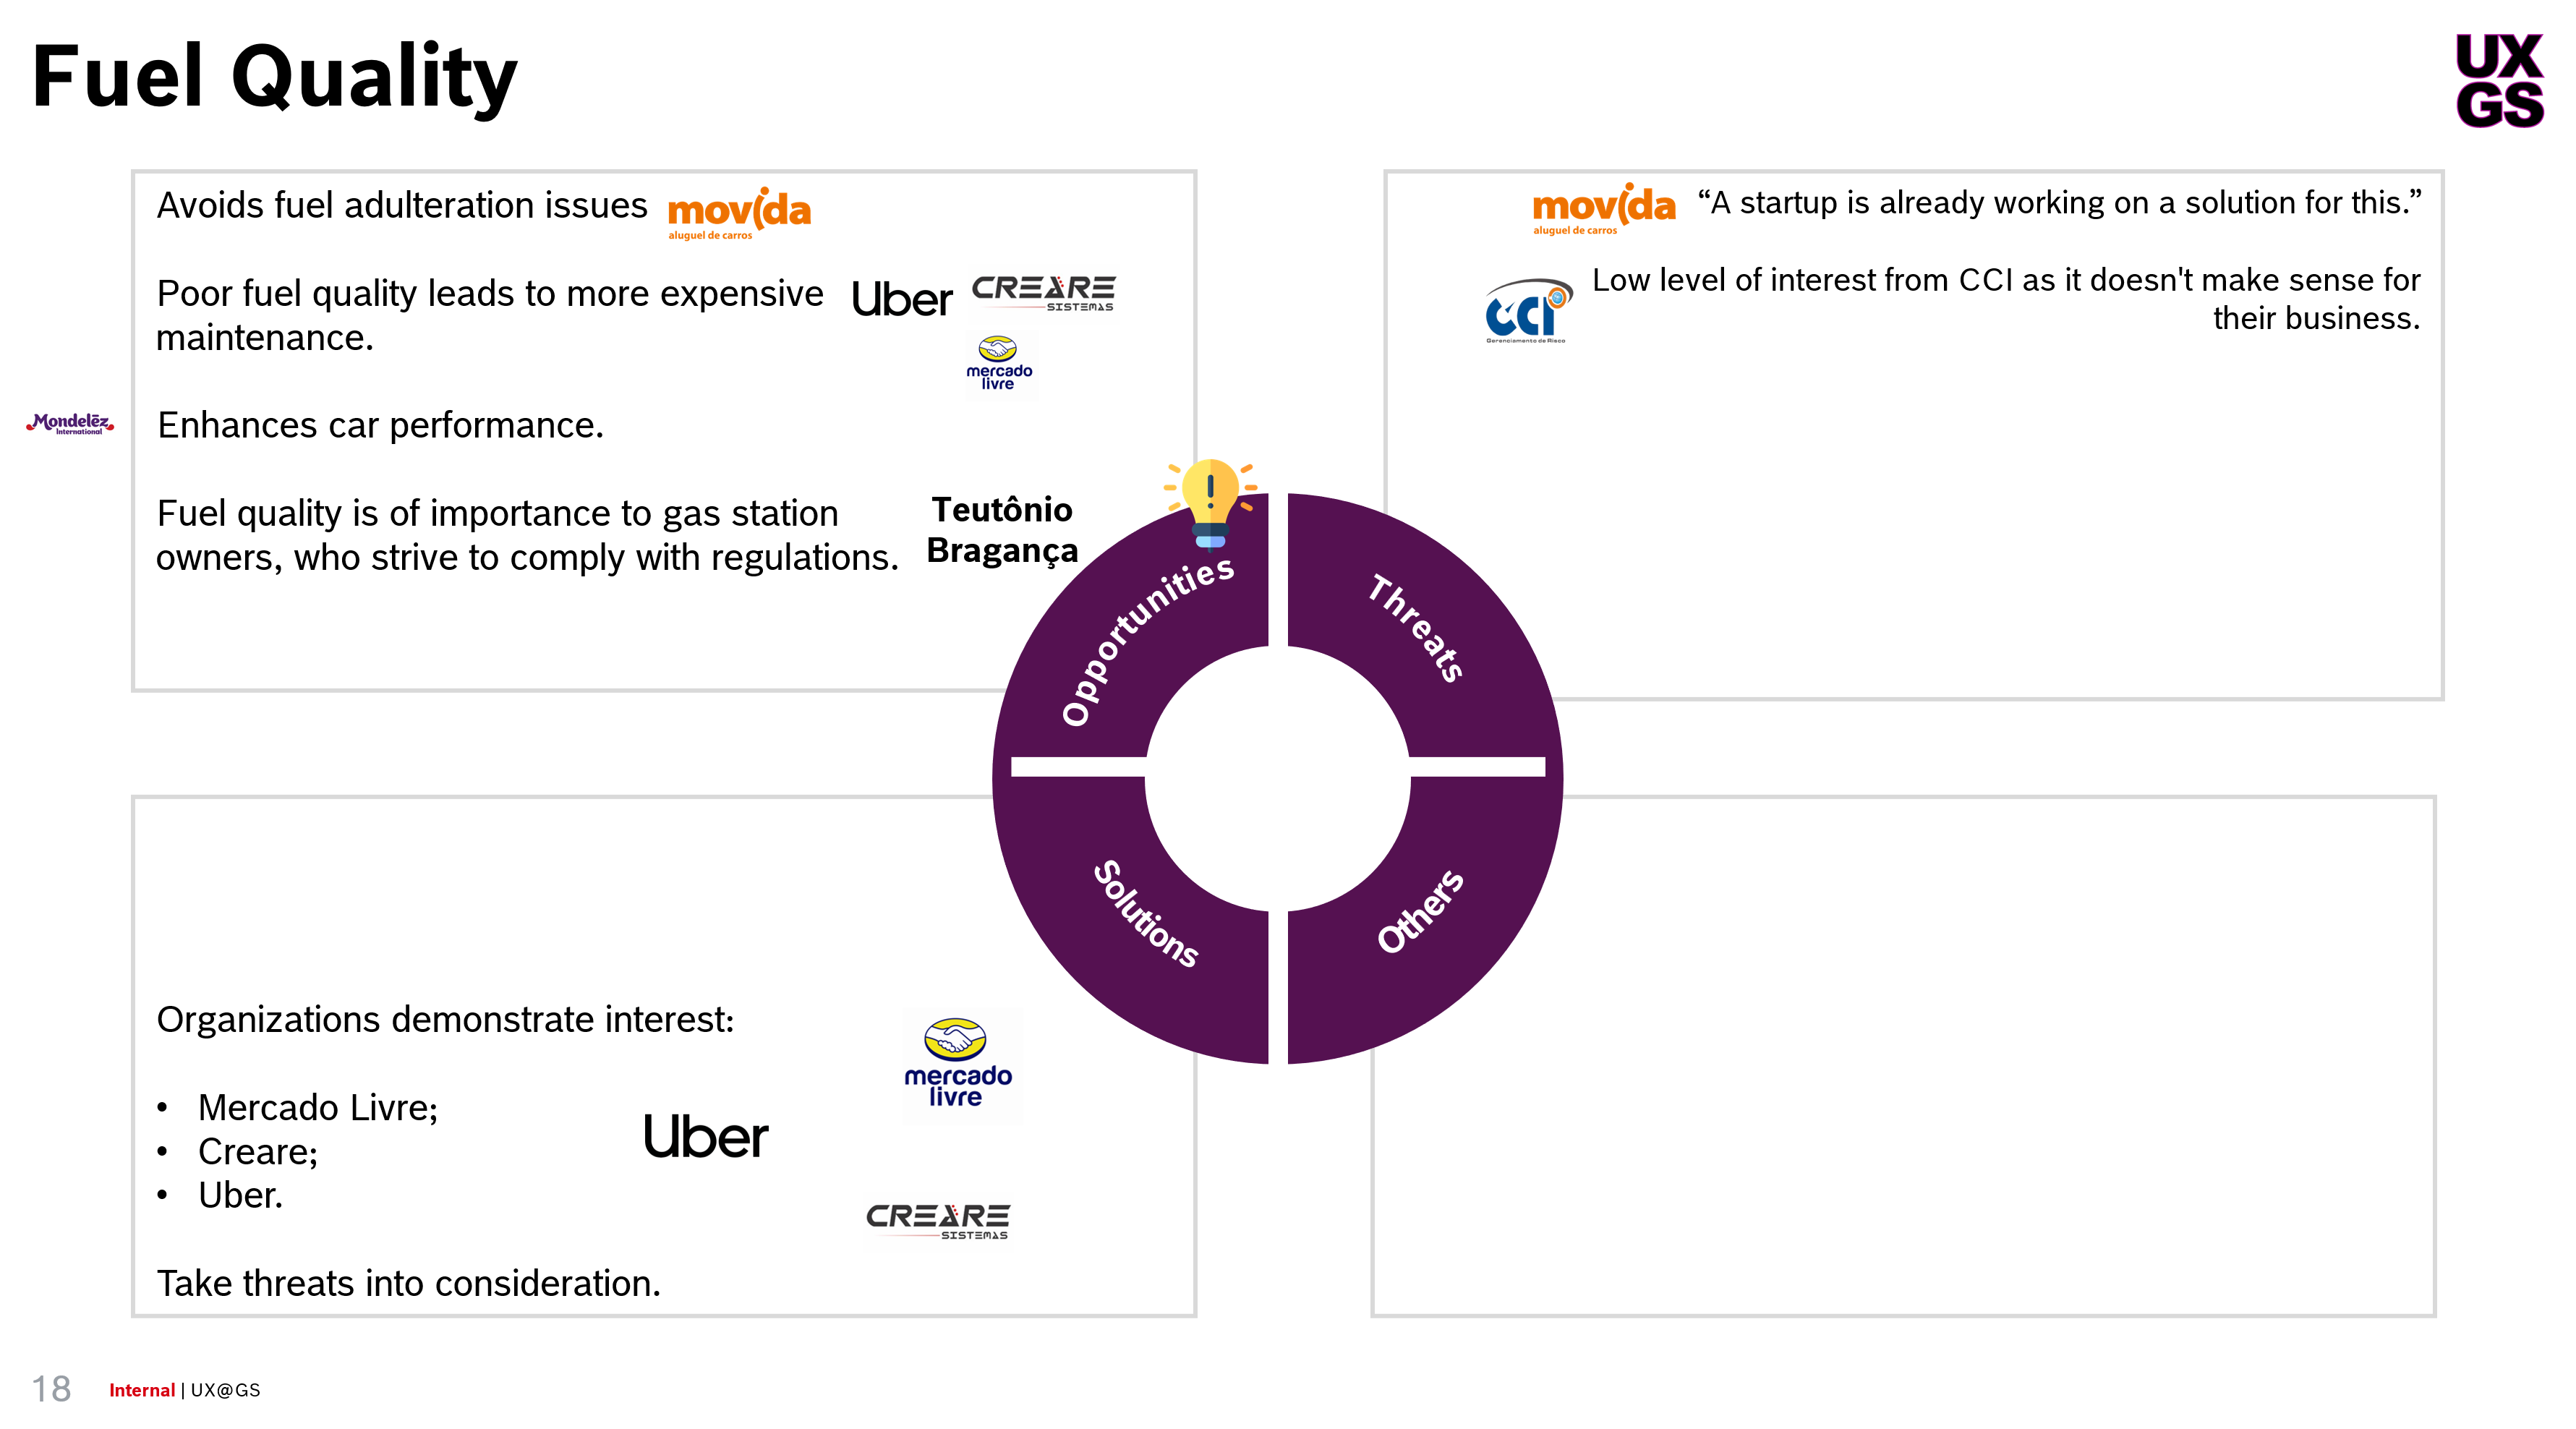 Fuel Quality
UX
GS
Avoids fuel adulteration issues
movida
aluguel de carros
Poor fuel quality leads to more expensive
maintenance.
Uber
CREARE
SISTEMAS
mercado
livre
Mondelēz
International
Enhances car performance.
Fuel quality is of importance to gas station
owners, who strive to comply with regulations.
Teutônio
Bragança
movida
aluguel de carros
“A startup is already working on a solution for this.”
CCI
Gerenciamento de Risco
Low level of interest from CCI as it doesn't make sense for
their business.
Opportunities
Threats
Solutions
Others
Organizations demonstrate interest:
• Mercado Livre;
• Creare;
• Uber.
Uber
mercado
livre
CREARE
SISTEMAS
Take threats into consideration.
18
Internal | UX@GS